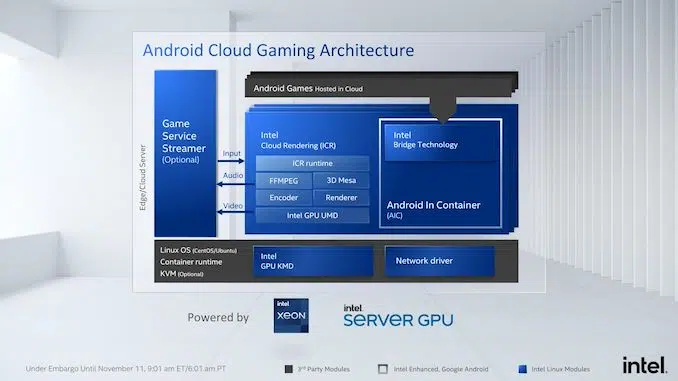 Android Cloud Gaming Architecture
Edge/Cloud Server
Game
Service
Streamer
(Optional)
Android Games Hosted in Cloud
Input
Audio
Video
Intel
Cloud Rendering (ICR)
ICR runtime
FFMPEG
3D Mesa
Encoder
Renderer
Intel GPU UMD
Intel
Bridge Technology
Android In Container
(AIC)
Linux OS (CentOS/Ubuntu)
Container runtime
KVM (Optional)
Intel
GPU KMD
Network driver
Powered by
intel.
XEON
intel.
SERVER GPU
Under Embargo Until November 11, 9:01 am ET/6:01 am PT
3rd Party Modules
Intel Enhanced, Google Android
Intel Linux Modules
intel.